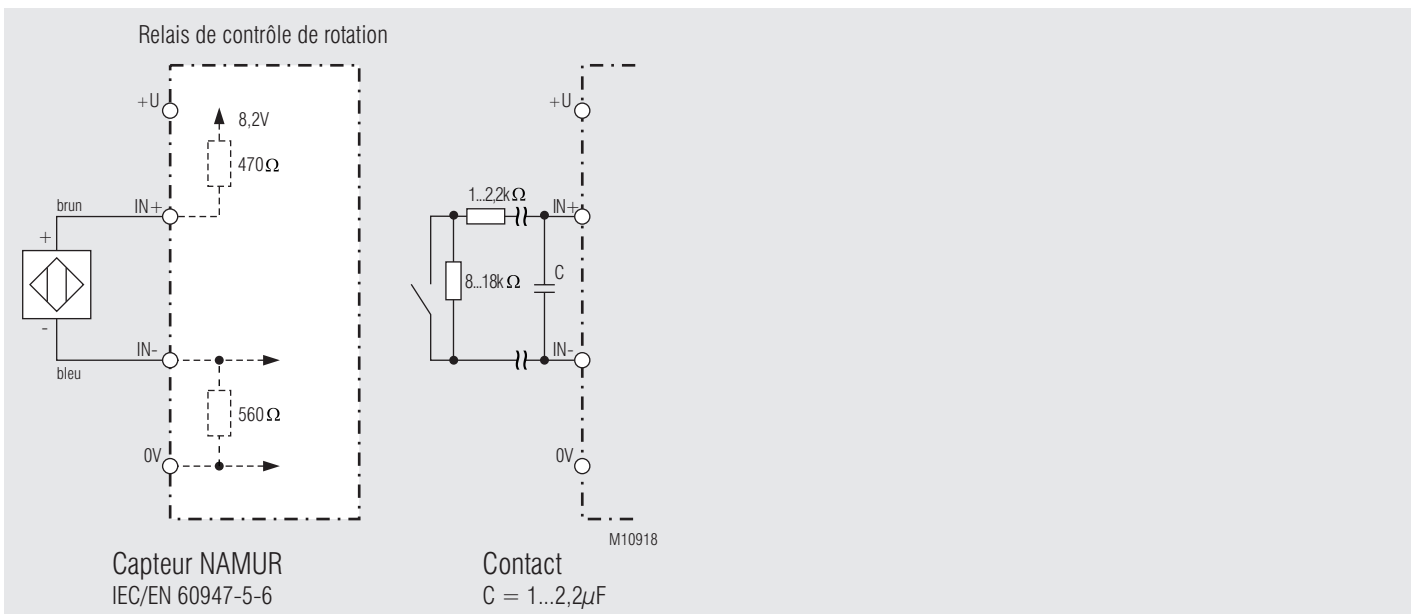 Relais de contrôle de rotation
+U
8,2V
470Ω
brun
IN+
+
-
bleu
IN-
560Ω
0V
Capteur NAMUR
IEC/EN 60947-5-6
+U
1...2,2kΩ
IN+
8...18kΩ
C
IN-
0V
M10918
Contact
C = 1...2,2µF